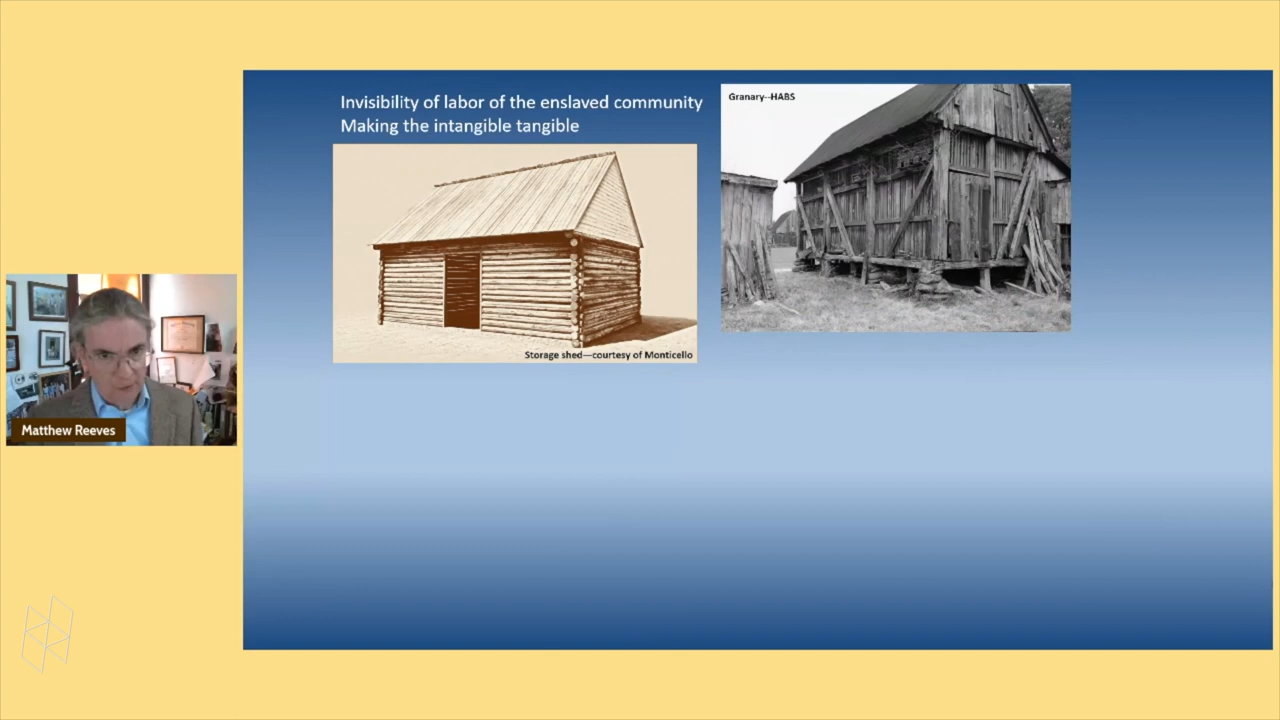 Invisibility of labor of the enslaved community
Making the intangible tangible
Granary--HABS
Storage shed—courtesy of Monticello
Matthew Reeves